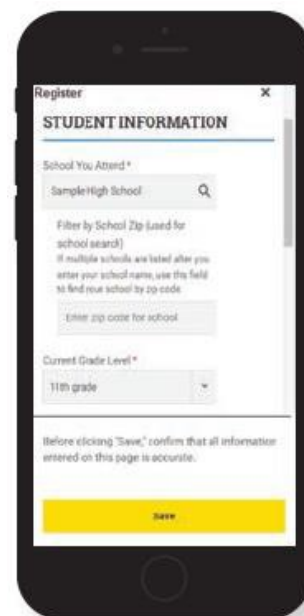 Register ×
STUDENT INFORMATION
School You Attend *
Sample High School
Filter by School Zip (used for
school search)
If multiple schools are listed after you
enter your school name, use this field
to find your school by zip code.
Enter zip code for school
Current Grade Level *
11th grade
Before clicking "Save," confirm that all information
entered on this page is accurate.
Save